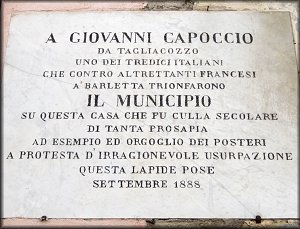 A GIOVANNI CAPOCCIO
DA TAGLIACOZZO
UNO DEI TREDICI ITALIANI
CHE CONTRO ALTRETTANTI FRANCESI
A' BARLETTA TRIONFARONO
IL MUNICIPIO
SU QUESTA CASA CHE FU CULLA SECOLARE
DI TANTA PROSAPIA
AD ESEMPIO ED ORGOGLIO DEI POSTERI
A PROTESTA D'IRRAGIONEVOLE USURPAZIONE
QUESTA LAPIDE POSE
SETTEMBRE 1888